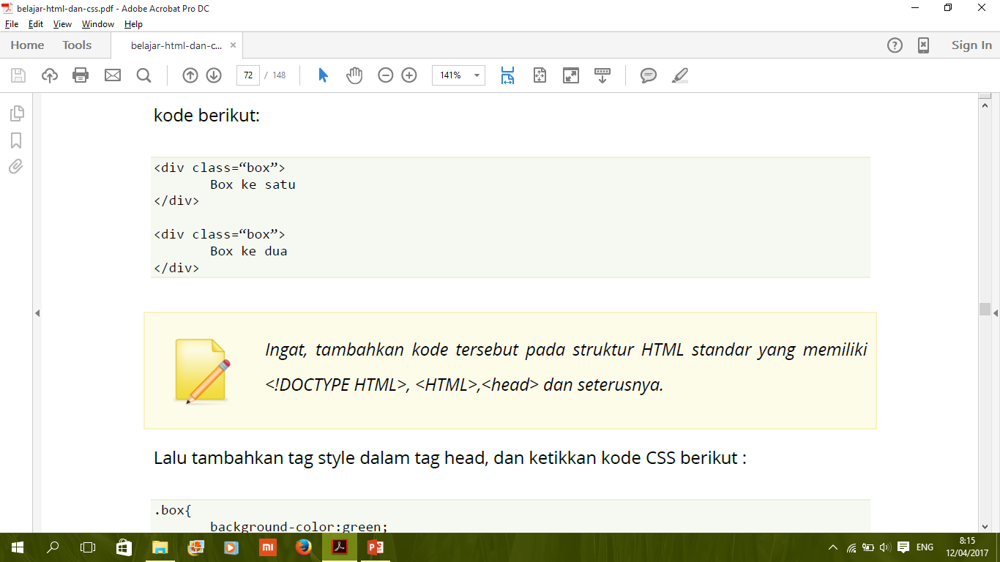 belajar-html-dan-css.pdf - Adobe Acrobat Pro DC
File Edit View Window Help
Home Tools belajar-html-dan-c... × Sign In
72 / 148 141%
kode berikut:
<div class=“box”>
Box ke satu
</div>
<div class=“box”>
Box ke dua
</div>
Ingat, tambahkan kode tersebut pada struktur HTML standar yang memiliki
<!DOCTYPE HTML>, <HTML>,<head> dan seterusnya.
Lalu tambahkan tag style dalam tag head, dan ketikkan kode CSS berikut :
.box{
background-color:green;
mi
ENG
8:15
12/04/2017